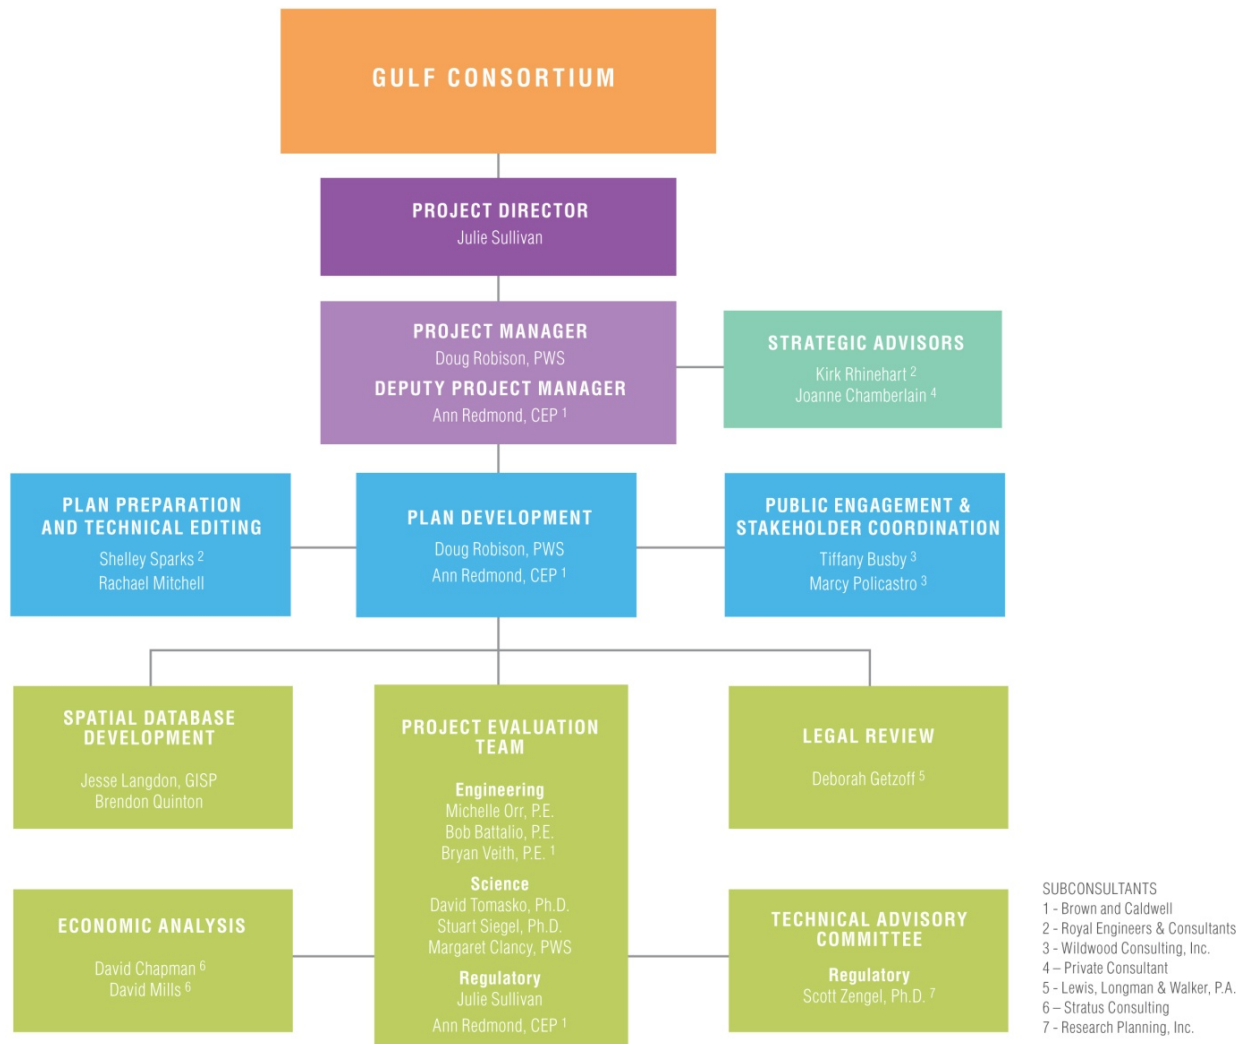 GULF CONSORTIUM
PROJECT DIRECTOR
Julie Sullivan
PROJECT MANAGER
Doug Robison, PWS
DEPUTY PROJECT MANAGER
Ann Redmond, CEP 1
STRATEGIC ADVISORS
Kirk Rhinehart 2
Joanne Chamberlain 4
PLAN PREPARATION
AND TECHNICAL EDITING
Shelley Sparks 2
Rachael Mitchell
PLAN DEVELOPMENT
Doug Robison, PWS
Ann Redmond, CEP 1
PUBLIC ENGAGEMENT &
STAKEHOLDER COORDINATION
Tiffany Busby 3
Marcy Policastro 3
SPATIAL DATABASE
DEVELOPMENT
Jesse Langdon, GISP
Brendon Quinton
PROJECT EVALUATION
TEAM
Engineering
Michelle Orr, P.E.
Bob Battalio, P.E.
Bryan Veith, P.E. 1
Science
David Tomasko, Ph.D.
Stuart Siegel, Ph.D.
Margaret Clancy, PWS
Regulatory
Julie Sullivan
Ann Redmond, CEP 1
LEGAL REVIEW
Deborah Getzoff 5
ECONOMIC ANALYSIS
David Chapman 6
David Mills 6
TECHNICAL ADVISORY
COMMITTEE
Regulatory
Scott Zengel, Ph.D. 7
SUBCONSULTANTS
1 - Brown and Caldwell
2 - Royal Engineers & Consultants
3 - Wildwood Consulting, Inc.
4 – Private Consultant
5 - Lewis, Longman & Walker, P.A.
6 – Stratus Consulting
7 - Research Planning, Inc.